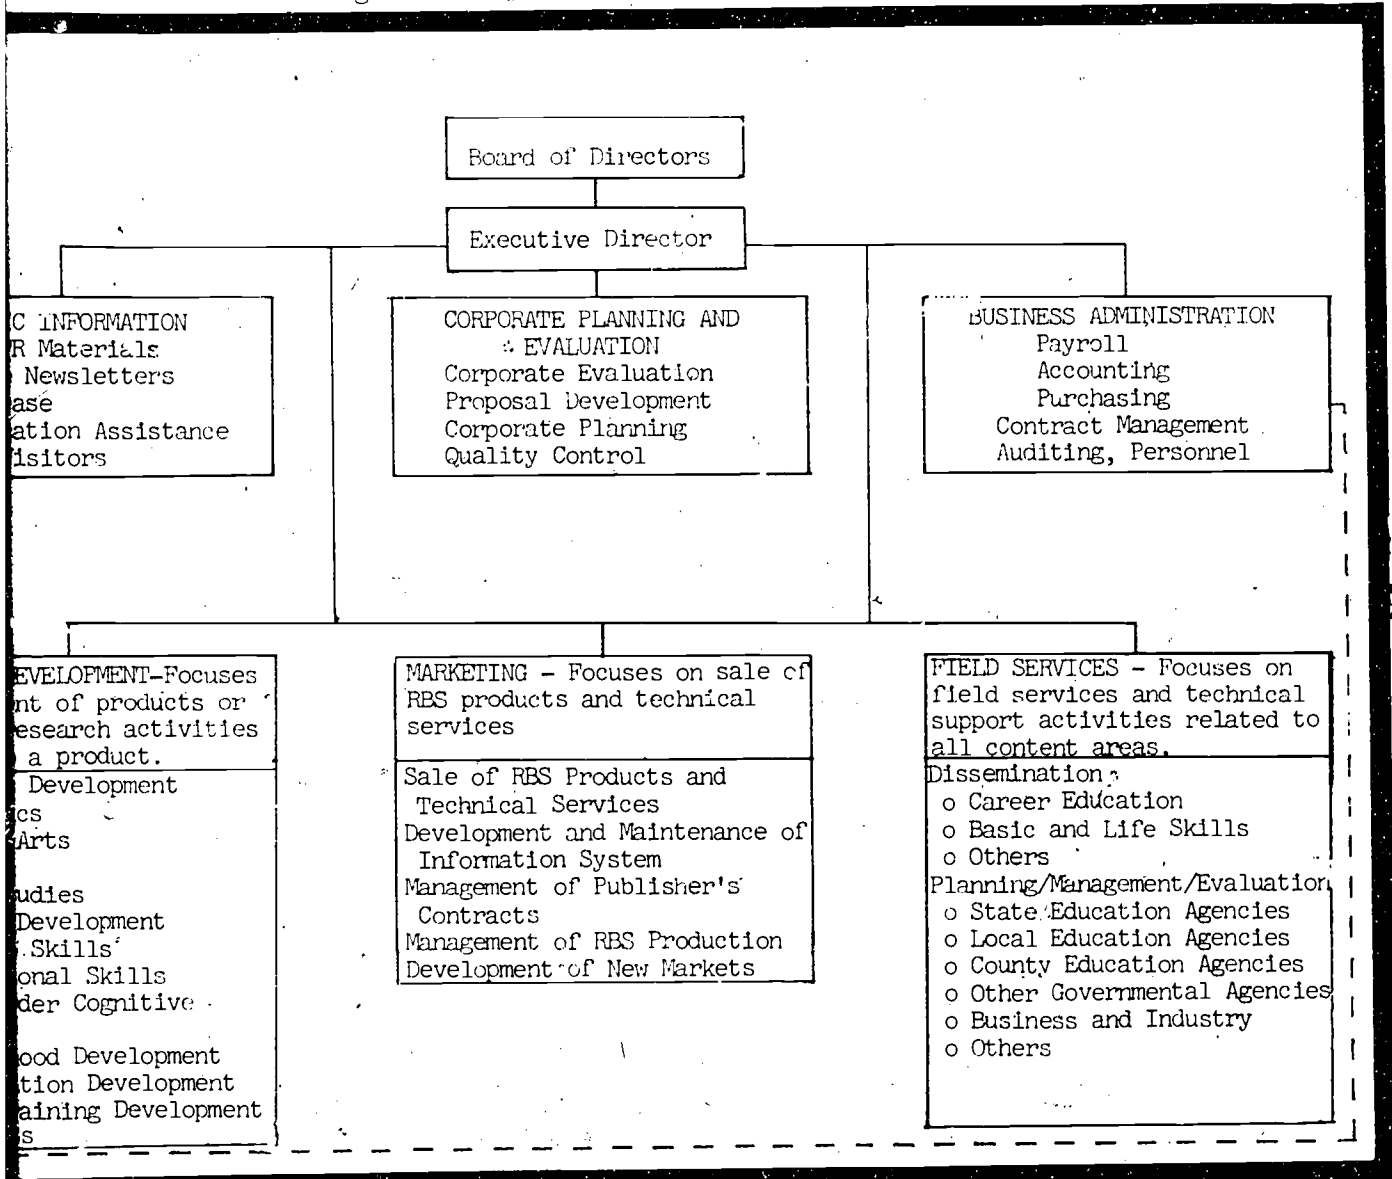 Board of Directors
Executive Director
C INFORMATION
R Materials
Newsletters
ase
ation Assistance
isitors
CORPORATE PLANNING AND
EVALUATION
Corporate Evaluation
Proposal Development
Corporate Planning
Quality Control
BUSINESS ADMINISTRATION
Payroll
Accounting
Purchasing
Contract Management
Auditing, Personnel
EVELOPMENT-Focuses
nt of products or
esearch activities
a product.
Development
cs
Arts
udies
Development
Skills
onal Skills
der Cognitive
ood Development
tion Development
aining Development
s
MARKETING - Focuses on sale of
RBS products and technical
services
Sale of RBS Products and
Technical Services
Development and Maintenance of
Information System
Management of Publisher's
Contracts
Management of RBS Production
Development of New Markets
FIELD SERVICES - Focuses on
field services and technical
support activities related to
all content areas.
Dissemination
o Career Education
o Basic and Life Skills
o Others
Planning/Management/Evaluation
o State Education Agencies
o Local Education Agencies
o County Education Agencies
o Other Governmental Agencies
o Business and Industry
o Others